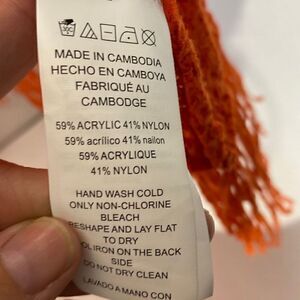 MADE IN CAMBODIA
HECHO EN CAMBOYA
FABRIQUÉ AU
CAMBODGE
59% ACRYLIC 41% NYLON
59% acrílico 41% nailon
59% ACRYLIQUE
41% NYLON
HAND WASH COLD
ONLY NON-CHLORINE
BLEACH
RESHAPE AND LAY FLAT
TO DRY
COOL IRON ON THE BACK
SIDE
DO NOT DRY CLEAN
LAVADO A MANO CON